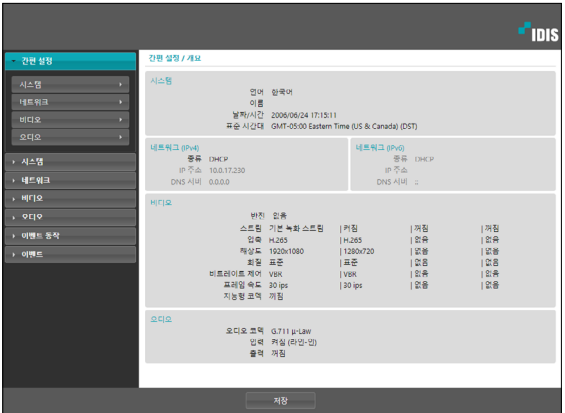 IDIS
간편 설정
시스템
네트워크
비디오
오디오
시스템
네트워크
비디오
오디오
이벤트 동작
이벤트
간편 설정 / 개요
시스템
언어 한국어
이름
날짜/시간 2006/06/24 17:15:11
표준 시간대 GMT-05:00 Eastern Time (US & Canada) (DST)
네트워크 (IPv4)
종류 DHCP
IP 주소 10.0.17.230
DNS 서버 0.0.0.0
네트워크 (IPv6)
종류 DHCP
IP 주소
DNS 서버 ::
비디오
반전 없음
스트림 기본 녹화 스트림 | 켜짐 | 꺼짐 | 꺼짐
압축 H.265 | H.265 | 없음 | 없음
해상도 1920x1080 | 1280x720 | 없음 | 없음
화질 표준 | 표준 | 없음 | 없음
비트레이트 제어 VBR | VBR | 없음 | 없음
프레임 속도 30 ips | 30 ips | 없음 | 없음
지능형 코덱 꺼짐
오디오
오디오 코덱 G.711 µ-Law
입력 켜짐 (라인-인)
출력 꺼짐
저장